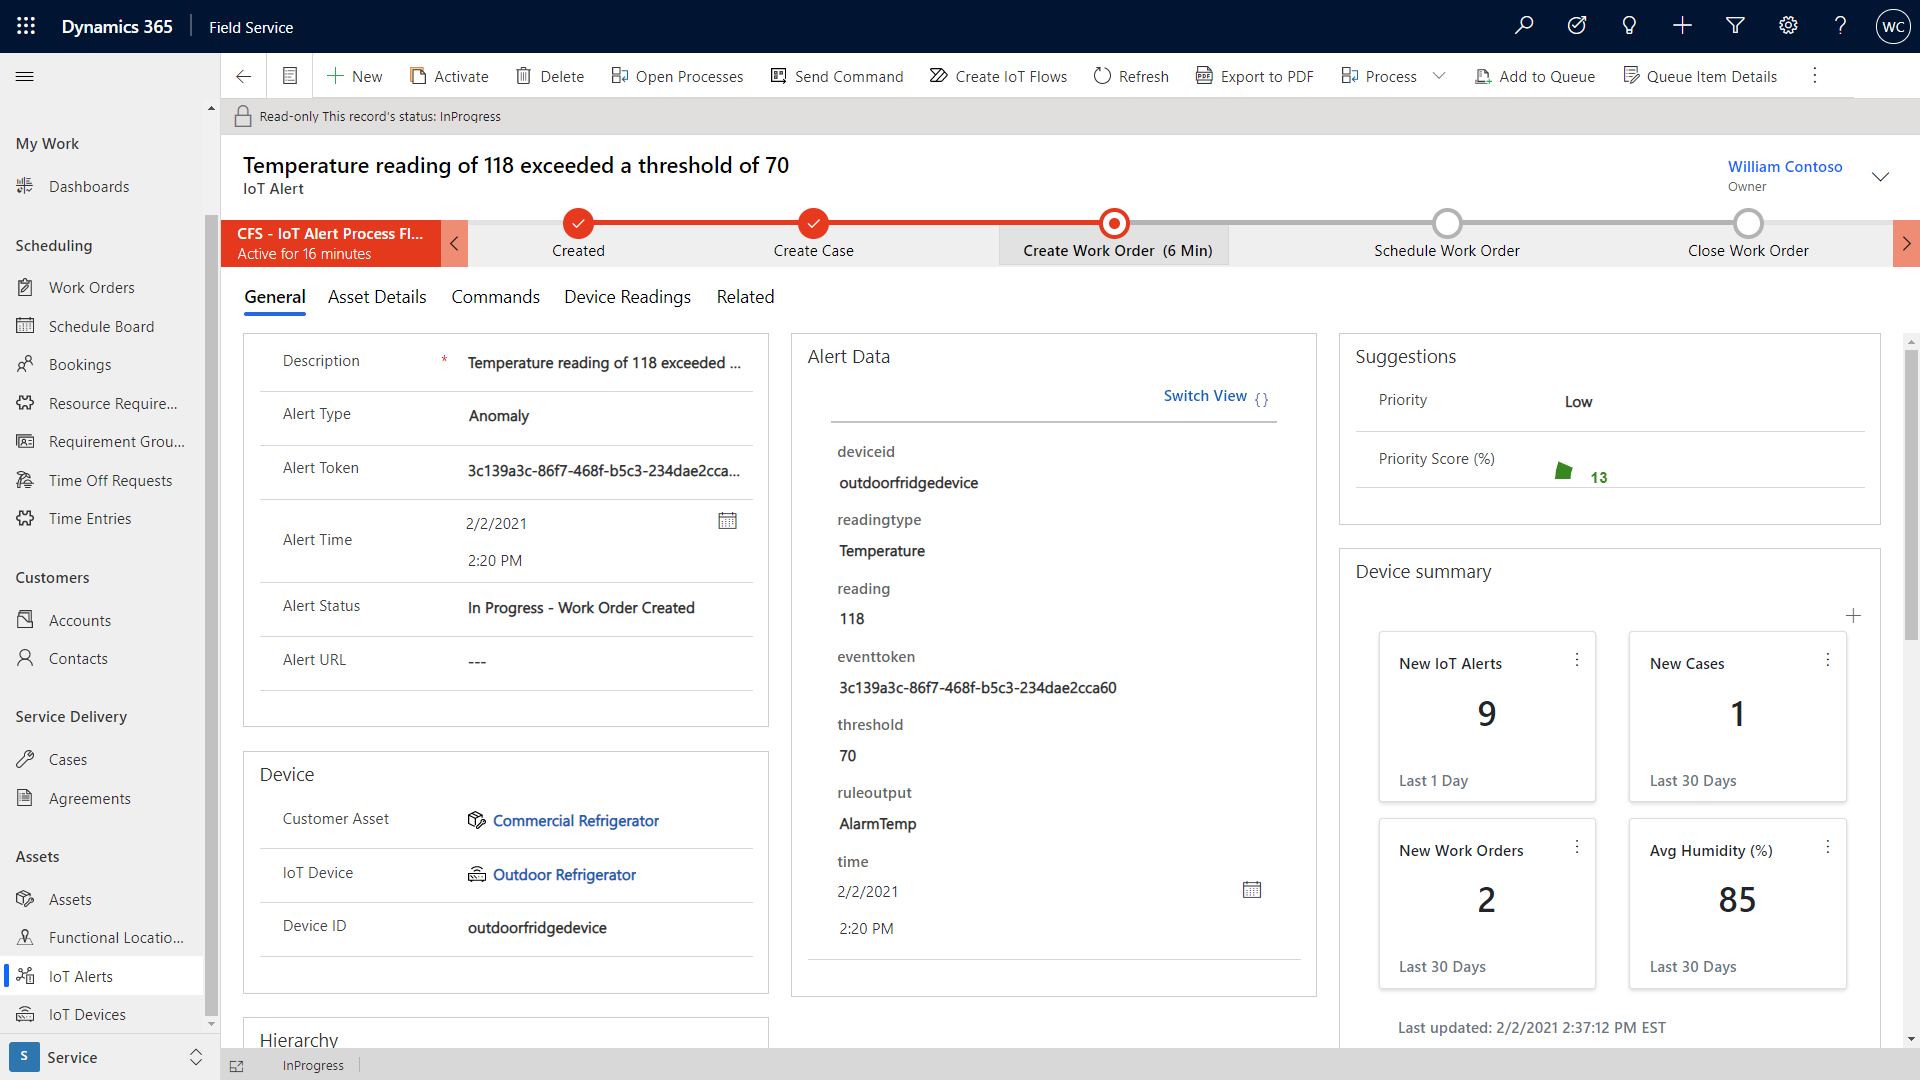 Dynamics 365
Field Service
WC
New
Activate
Delete
Open Processes
Send Command
Create IoT Flows
Refresh
Export to PDF
Process
Add to Queue
Queue Item Details
Read-only This record's status: InProgress
My Work
Dashboards
Scheduling
Work Orders
Schedule Board
Bookings
Resource Require...
Requirement Grou...
Time Off Requests
Time Entries
Customers
Accounts
Contacts
Service Delivery
Cases
Agreements
Assets
Assets
Functional Locatio...
IoT Alerts
IoT Devices
S Service
Temperature reading of 118 exceeded a threshold of 70
IoT Alert
William Contoso
Owner
CFS - IoT Alert Process Fl...
Active for 16 minutes
Created
Create Case
Create Work Order (6 Min)
Schedule Work Order
Close Work Order
General
Asset Details
Commands
Device Readings
Related
Description * Temperature reading of 118 exceeded ...
Alert Type Anomaly
Alert Token 3c139a3c-86f7-468f-b5c3-234dae2cca...
Alert Time 2/2/2021
2:20 PM
Alert Status In Progress - Work Order Created
Alert URL ---
Device
Customer Asset Commercial Refrigerator
IoT Device Outdoor Refrigerator
Device ID outdoorfridgedevice
Hierarchy
Alert Data
Switch View {}
deviceid
outdoorfridgedevice
readingtype
Temperature
reading
118
eventtoken
3c139a3c-86f7-468f-b5c3-234dae2cca60
threshold
70
ruleoutput
AlarmTemp
time
2/2/2021
2:20 PM
Suggestions
Priority Low
Priority Score (%) 13
Device summary
New IoT Alerts
9
Last 1 Day
New Cases
1
Last 30 Days
New Work Orders
2
Last 30 Days
Avg Humidity (%)
85
Last 30 Days
Last updated: 2/2/2021 2:37:12 PM EST
InProgress